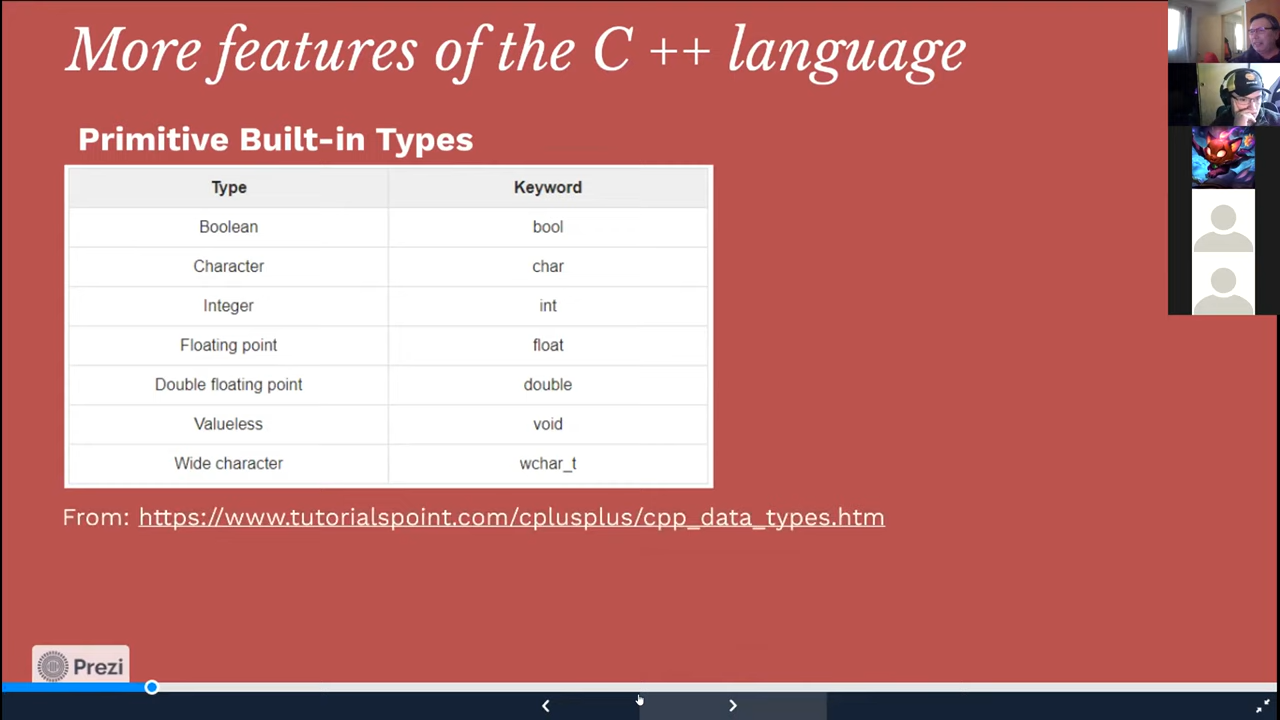 More features of the C ++ language
Primitive Built-in Types
Type Keyword
Boolean bool
Character char
Integer int
Floating point float
Double floating point double
Valueless void
Wide character wchar_t
From: https://www.tutorialspoint.com/cplusplus/cpp_data_types.htm
Prezi